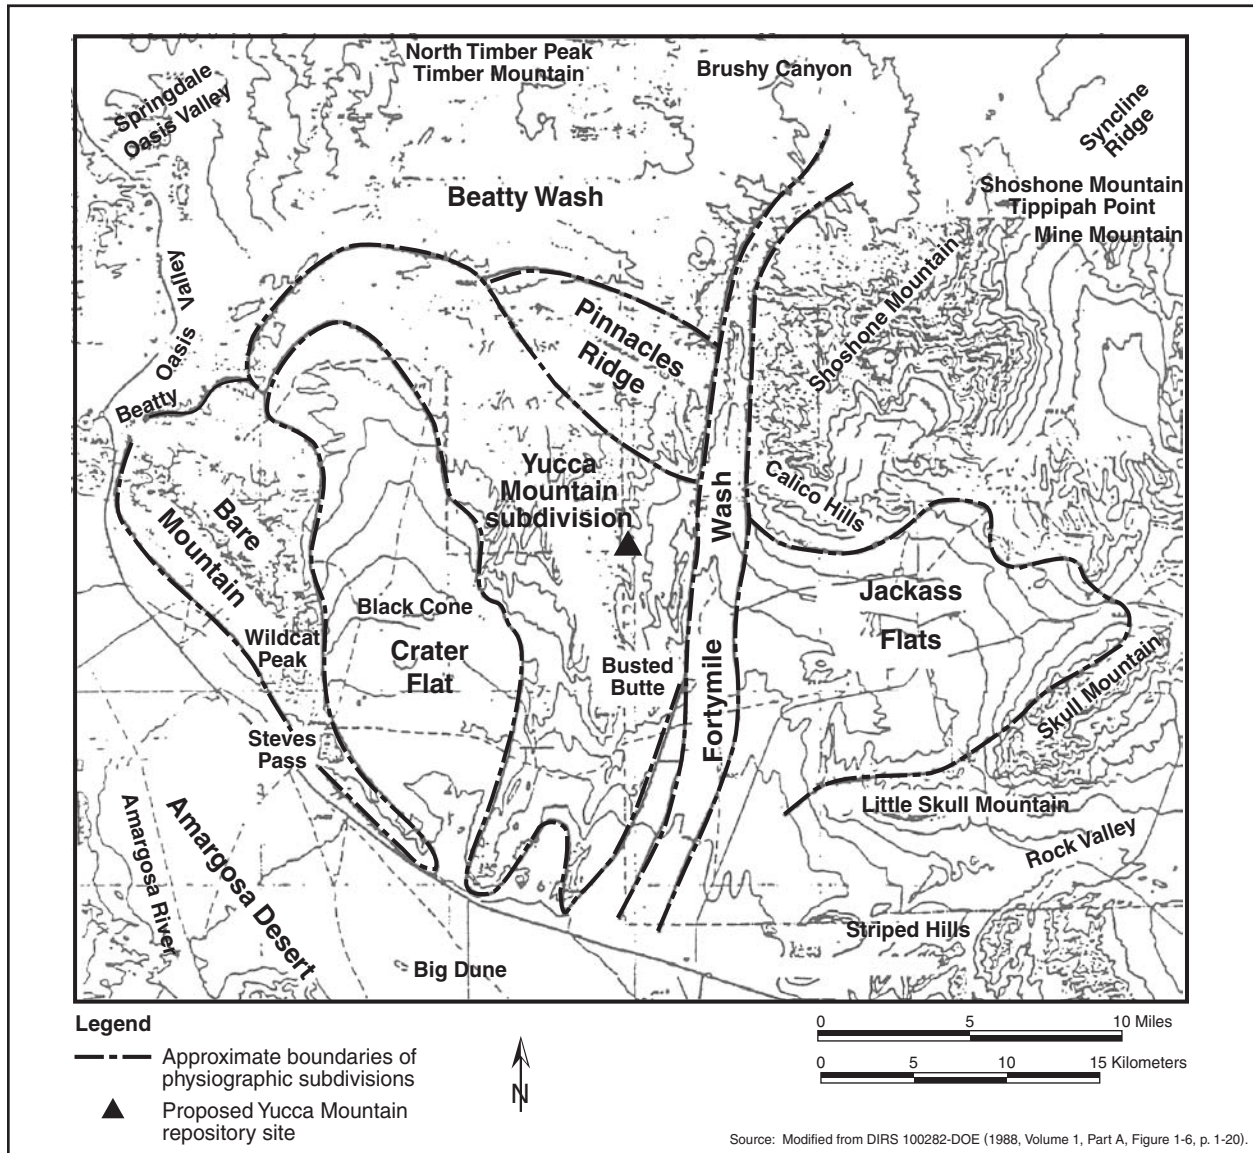 North Timber Peak
Timber Mountain
Brushy Canyon
Springdale
Oasis Valley
Syncline
Ridge
Shoshone Mountain
Tippipah Point
Mine Mountain
Beatty Wash
Oasis Valley
Beatty
Shoshone Mountain
Pinnacles
Ridge
Yucca
Mountain
subdivision
Calico Hills
Bare
Mountain
Fortymile Wash
Jackass
Flats
Black Cone
Wildcat
Peak
Crater
Flat
Busted
Butte
Skull Mountain
Steves
Pass
Little Skull Mountain
Rock Valley
Amargosa River
Amargosa Desert
Striped Hills
Big Dune
Legend
Approximate boundaries of
physiographic subdivisions
Proposed Yucca Mountain
repository site
N
0 5 10 Miles
0 5 10 15 Kilometers
Source: Modified from DIRS 100282-DOE (1988, Volume 1, Part A, Figure 1-6, p. 1-20).